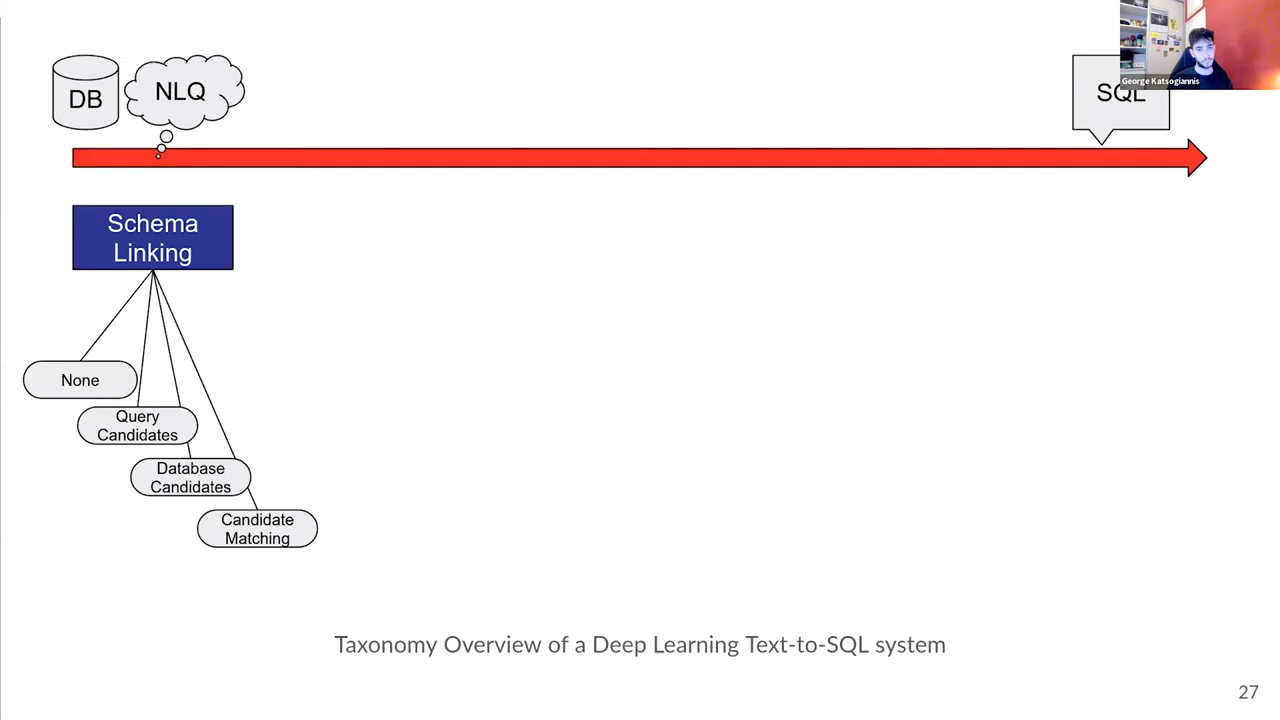 DB
NLQ
SQL
George Katsogiannis
Schema
Linking
None
Query
Candidates
Database
Candidates
Candidate
Matching
Taxonomy Overview of a Deep Learning Text-to-SQL system
27